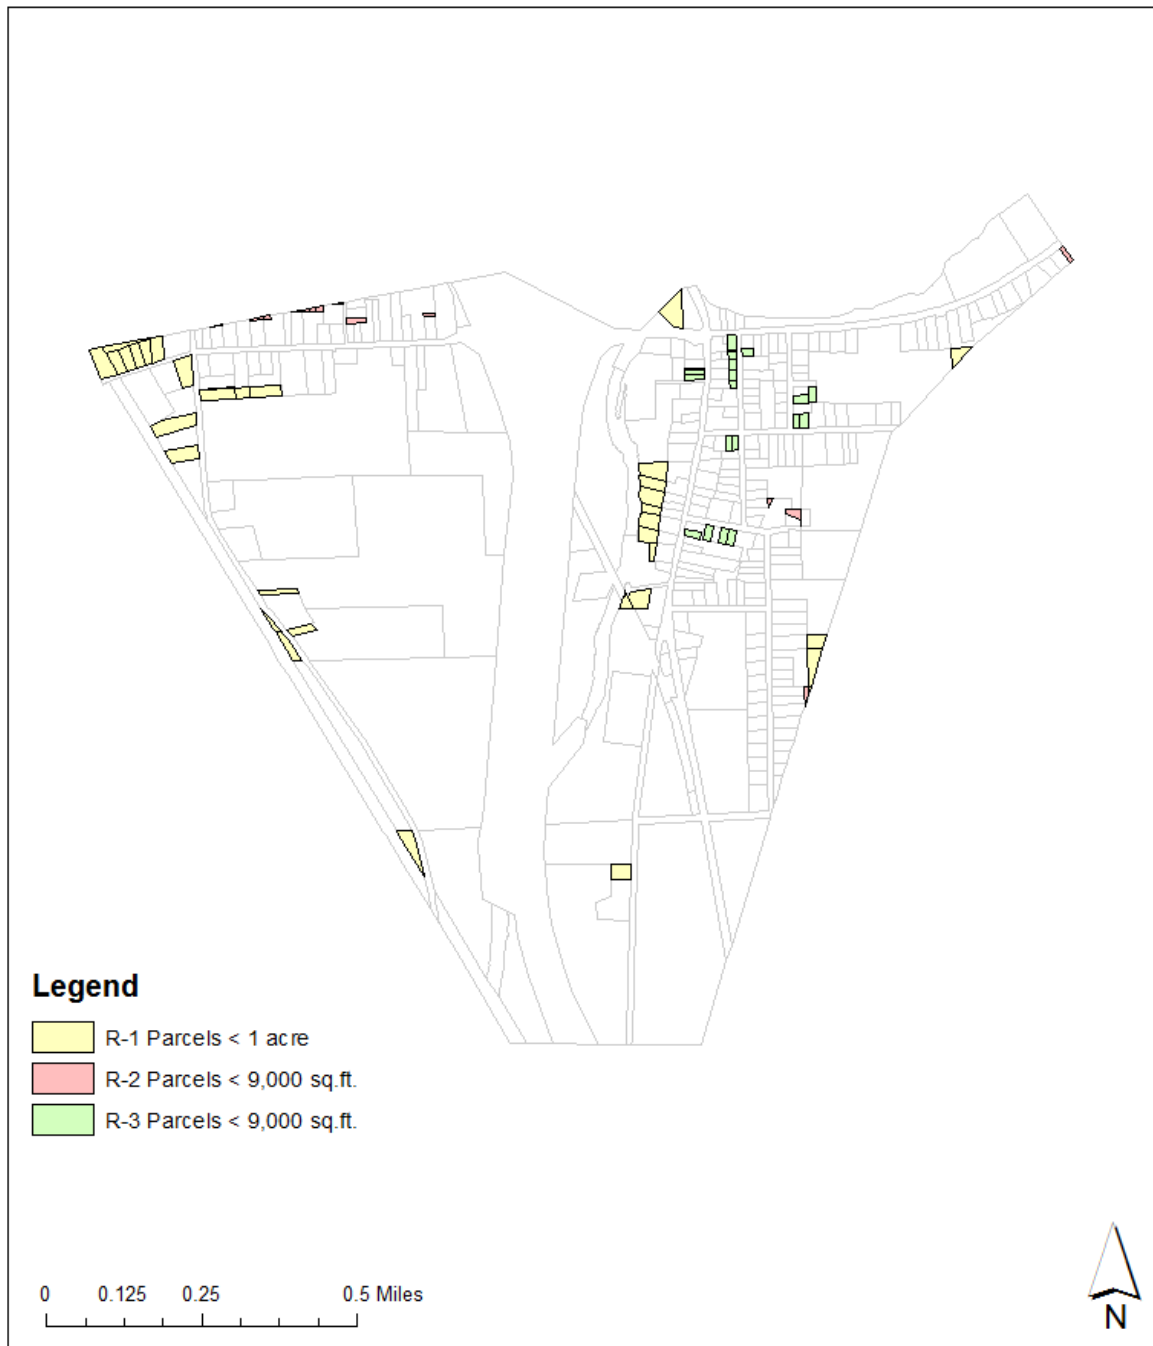 Legend
R-1 Parcels < 1 acre
R-2 Parcels < 9,000 sq.ft.
R-3 Parcels < 9,000 sq.ft.
0 0.125 0.25 0.5 Miles
N